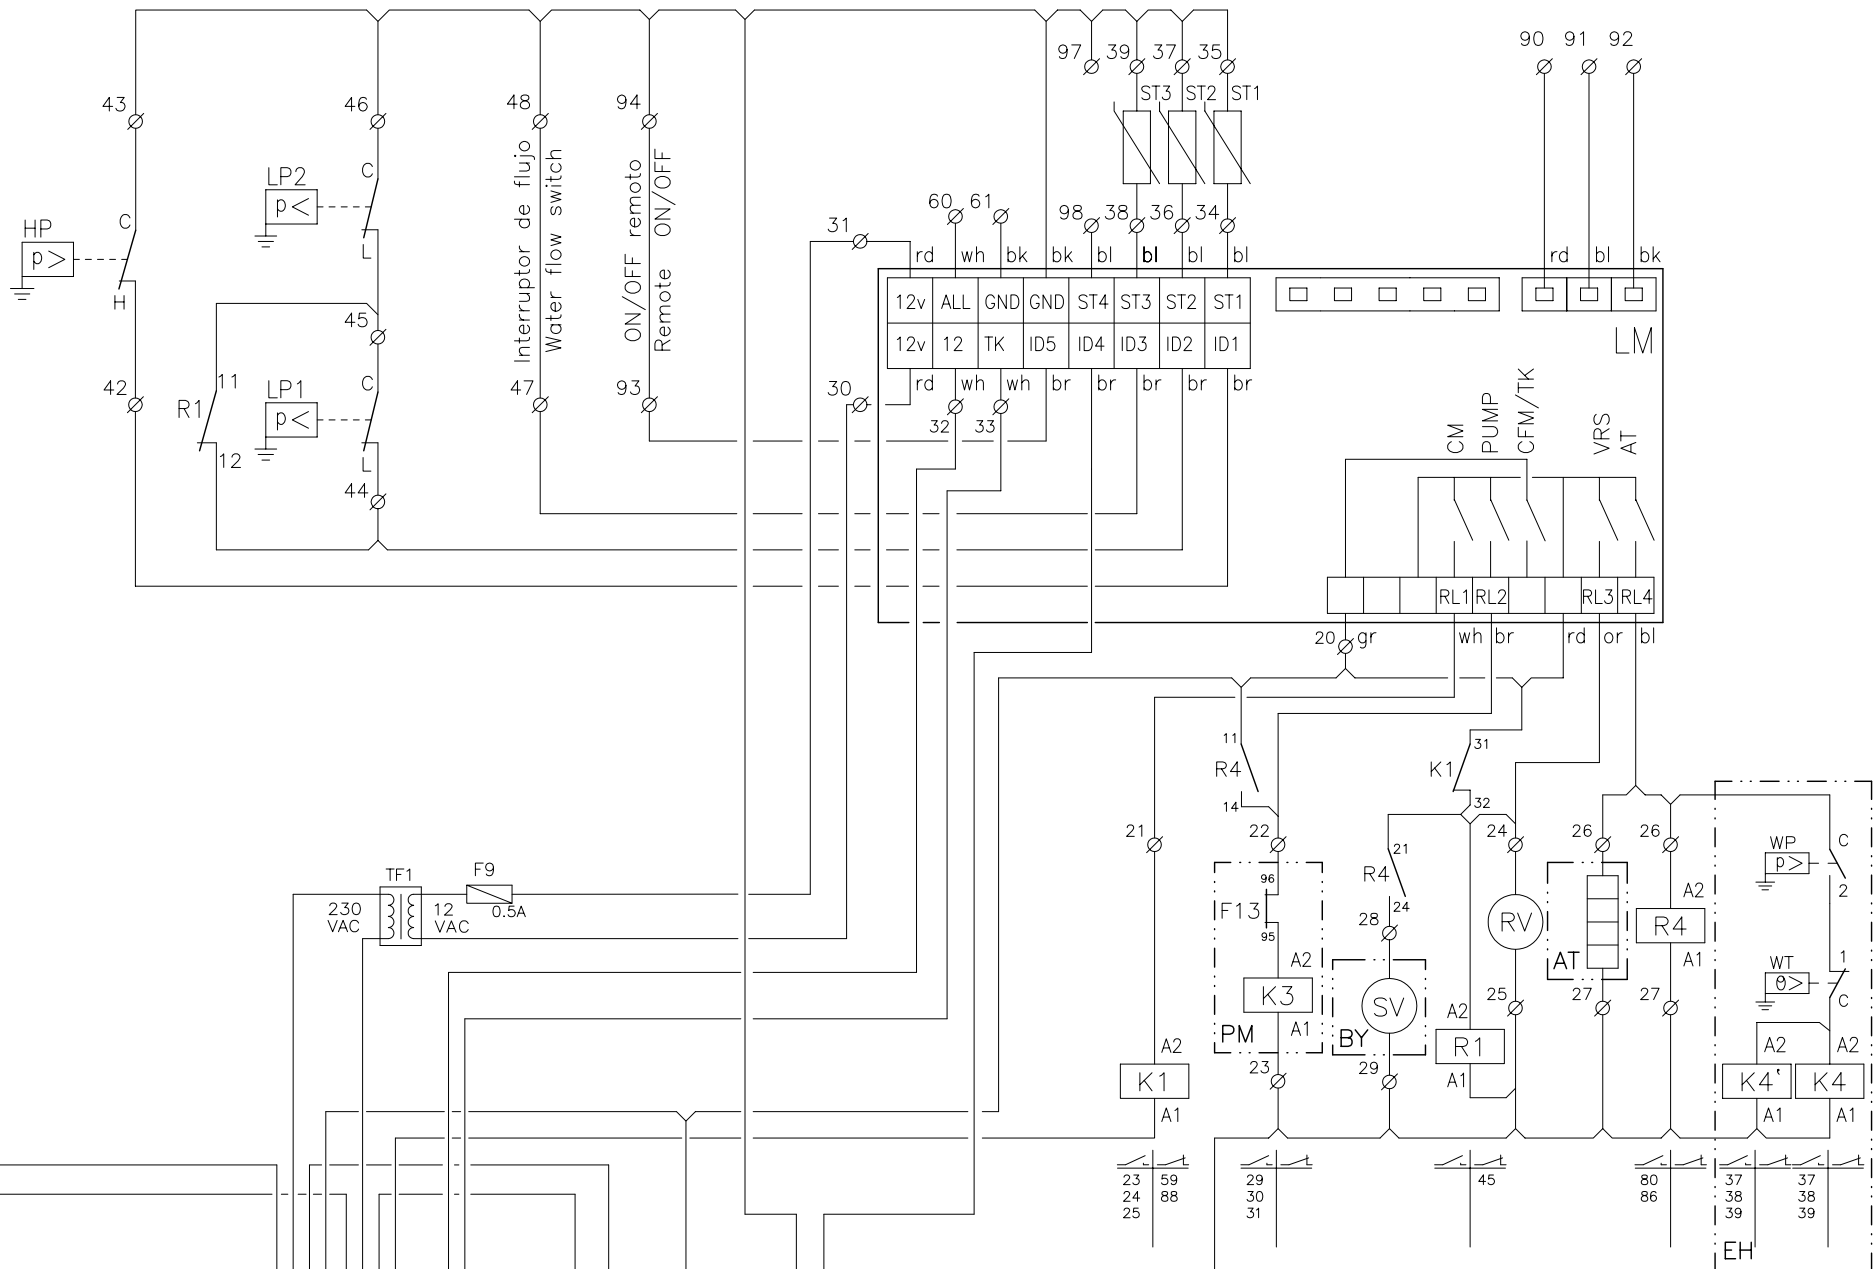 97 39 37 35 90 91 92
43 46 48 94
ST3 ST2 ST1
Interruptor de flujo
Water flow switch
ON/OFF remoto
Remote ON/OFF
HP
p>
C
H
LP2
p<
C
L
31 60 61 98 38 36 34
rd wh bk bk bl bl bl bl
rd bl bk
12v ALL GND GND ST4 ST3 ST2 ST1
12v 12 TK ID5 ID4 ID3 ID2 ID1
rd wh wh br br br br br
LM
45
42
R1
11
12
LP1
p<
C
L
47 93 30
32 33
44
CM
PUMP
CFM/TK
VRS
AT
RL1 RL2 RL3 RL4
20 gr wh br rd or bl
11
R4
14
K1
31
32
21 22 24 26 26
TF1
230
VAC
12
VAC
F9
0.5A
96
F13
95
A2
K3
A1
PM
23
21
R4
24
28
SV
BY
29
RV
25
AT
27
A2
R4
A1
27
WP
p>
C
2
WT
θ>
1
C
A2
K1
A1
A2
R1
A1
A2
K4'
A1
A2
K4
A1
23 59
24 88
25
29
30
31
45
80
86
37
38
39
37
38
39
EH